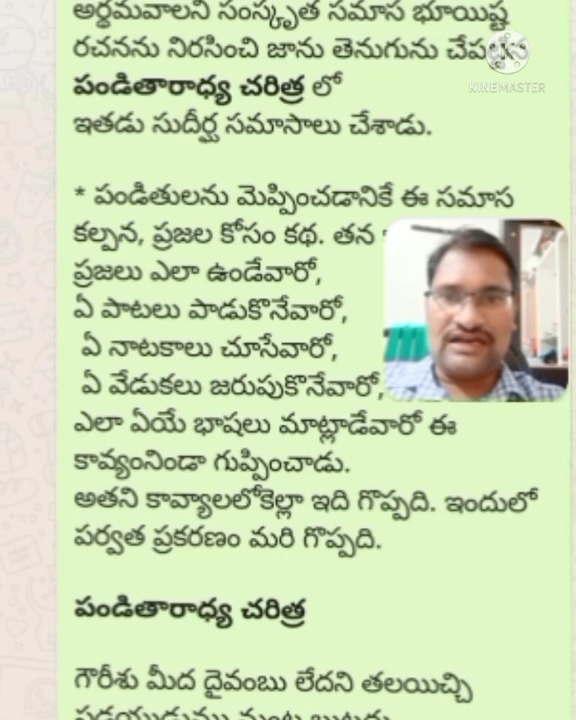 అర్థమవాలని సంస్కృత సమాస భూయిష్ట
రచనను నిరసించి జాను తెనుగును
KINEMASTER
పండితారాధ్య చరిత్ర లో
ఇతడు సుదీర్ఘ సమాసాలు చేశాడు.
* పండితులను మెప్పించడానికే ఈ సమాస
కల్పన, ప్రజల కోసం కథ. తన
ప్రజలు ఎలా ఉండేవారో,
ఏ పాటలు పాడుకొనేవారో,
ఏ నాటకాలు చూసేవారో,
ఏ వేడుకలు జరుపుకొనేవారో,
ఎలా ఏయే భాషలు మాట్లాడేవారో ఈ
కావ్యంనిండా గుప్పించాడు.
అతని కావ్యాలలోకెల్లా ఇది గొప్పది. ఇందులో
పర్వత ప్రకరణం మరి గొప్పది.
పండితారాధ్య చరిత్ర
గౌరీశు మీద దైవంబు లేదని తలయిచ్చి